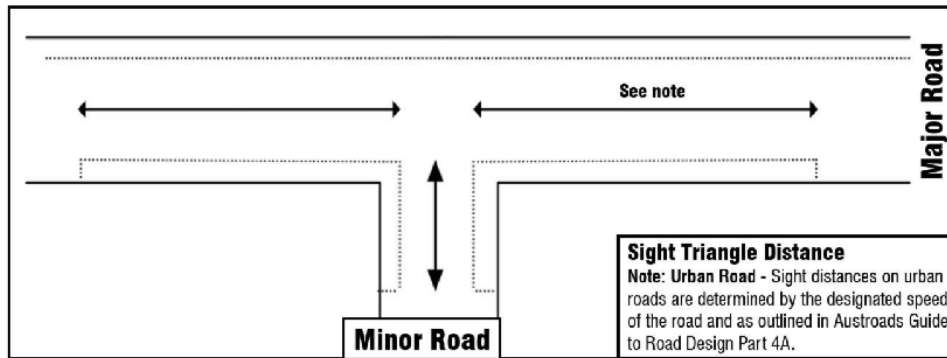 See note
Major Road
Sight Triangle Distance
Note: Urban Road - Sight distances on urban
roads are determined by the designated speed
of the road and as outlined in Austroads Guide
to Road Design Part 4A.
Minor Road